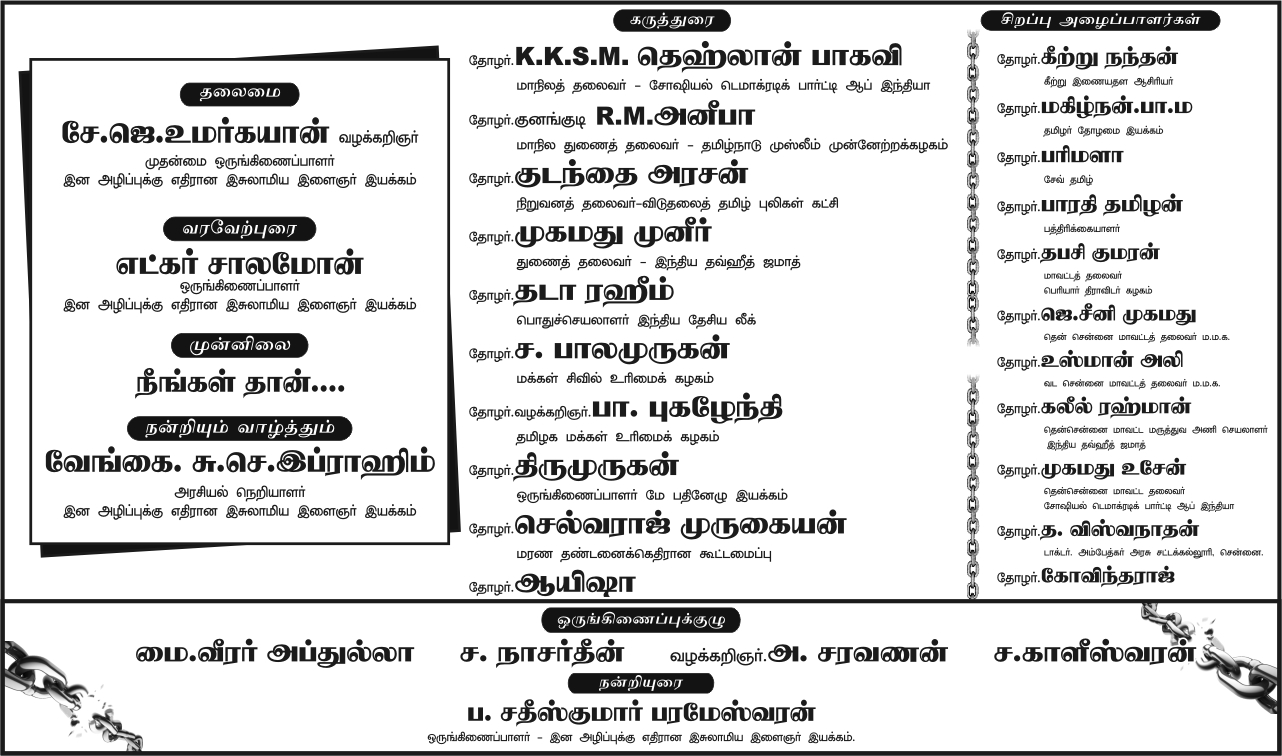 தலைமை
சே.ஜெ.உமர்கயான் வழக்கறிஞர்
முதன்மை ஒருங்கிணைப்பாளர்
இன அழிப்புக்கு எதிரான இசுலாமிய இளைஞர் இயக்கம்
வரவேற்புரை
எட்கர் சாலமோன்
ஒருங்கிணைப்பாளர்
இன அழிப்புக்கு எதிரான இசுலாமிய இளைஞர் இயக்கம்
முன்னிலை
நீங்கள் தான்....
நன்றியும் வாழ்த்தும்
வேங்கை. சு.செ.இப்ராஹிம்
அரசியல் நெறியாளர்
இன அழிப்புக்கு எதிரான இசுலாமிய இளைஞர் இயக்கம்
கருத்துரை
தோழர்.K.K.S.M. தெஹ்லான் பாகவி
மாநிலத் தலைவர் - சோஷியல் டெமாக்ரடிக் பார்ட்டி ஆப் இந்தியா
தோழர்.குனங்குடி R.M.அனீபா
மாநில துணைத் தலைவர் - தமிழ்நாடு முஸ்லீம் முன்னேற்றக்கழகம்
தோழர்.குடந்தை அரசன்
நிறுவனத் தலைவர்-விடுதலைத் தமிழ் புலிகள் கட்சி
தோழர்.முகமது முனீர்
துணைத் தலைவர் - இந்திய தவ்ஹீத் ஜமாத்
தோழர்.தடா ரஹீம்
பொதுச்செயலாளர் இந்திய தேசிய லீக்
தோழர்.ச. பாலமுருகன்
மக்கள் சிவில் உரிமைக் கழகம்
தோழர்.வழக்கறிஞர்.பா. புகழேந்தி
தமிழக மக்கள் உரிமைக் கழகம்
தோழர்.திருமுருகன்
ஒருங்கிணைப்பாளர் மே பதினேழு இயக்கம்
தோழர்.செல்வராஜ் முருகையன்
மரண தண்டனைக்கெதிரான கூட்டமைப்பு
தோழர்.ஆயிஷா
சிறப்பு அழைப்பாளர்கள்
தோழர்.கீற்று நந்தன்
கீற்று இணையதள ஆசிரியர்
தோழர்.மகிழ்நன்.பா.ம
தமிழர் தோழமை இயக்கம்
தோழர்.பரிமளா
சேவ் தமிழ்
தோழர்.பாரதி தமிழன்
பத்திரிக்கையாளர்
தோழர்.தபசி குமரன்
மாவட்டத் தலைவர்
பெரியார் திராவிடர் கழகம்
தோழர்.ஜெ.சீனி முகமது
தென் சென்னை மாவட்டத் தலைவர் ம.ம.க.
தோழர்.உஸ்மான் அலி
வட சென்னை மாவட்டத் தலைவர் ம.ம.க.
தோழர்.கலீல் ரஹ்மான்
தென்சென்னை மாவட்ட மருத்துவ அணி செயலாளர்
இந்திய தவ்ஹீத் ஜமாத்
தோழர்.முகமது உசேன்
தென்சென்னை மாவட்ட தலைவர்
சோஷியல் டெமாக்ரடிக் பார்ட்டி ஆப் இந்தியா
தோழர்.த. விஸ்வநாதன்
டாக்டர். அம்பேத்கர் அரசு சட்டக்கல்லூரி, சென்னை.
தோழர்.கோவிந்தராஜ்
ஒருங்கிணைப்புக்குழு
மை.வீரர் அப்துல்லா ச. நாசர்தீன் வழக்கறிஞர்.அ. சரவணன் ச.காளீஸ்வரன்
நன்றியுரை
ப. சதீஸ்குமார் பரமேஸ்வரன்
ஒருங்கிணைப்பாளர் - இன அழிப்புக்கு எதிரான இசுலாமிய இளைஞர் இயக்கம்.